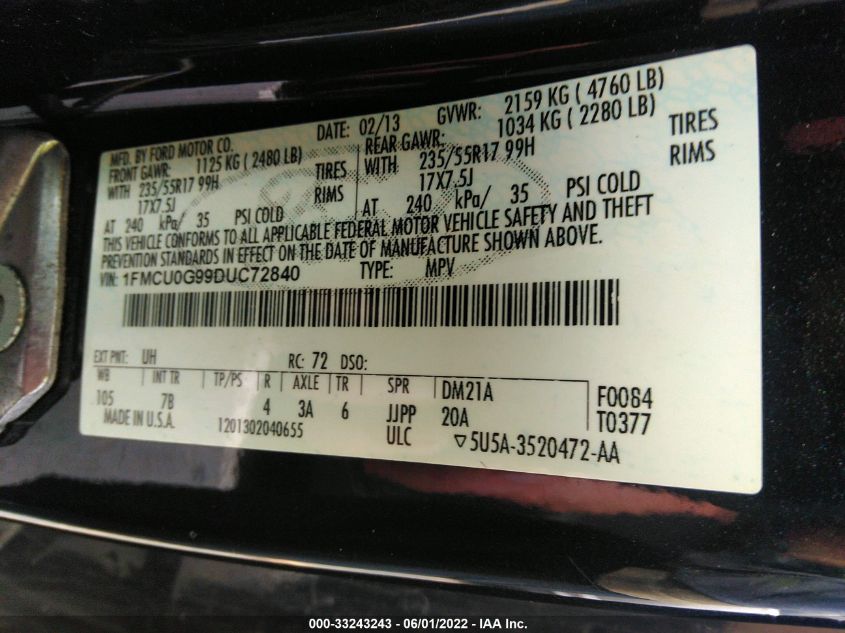 MFD. BY FORD MOTOR CO.
DATE: 02/13
GVWR: 2159 KG ( 4760 LB)
FRONT GAWR: 1125 KG ( 2480 LB)
REAR GAWR: 1034 KG ( 2280 LB)
WITH 235/55R17 99H TIRES
WITH 235/55R17 99H TIRES
17X7.5J RIMS
17X7.5J RIMS
AT 240 kPa/ 35 PSI COLD
AT 240 kPa/ 35 PSI COLD
THIS VEHICLE CONFORMS TO ALL APPLICABLE FEDERAL MOTOR VEHICLE SAFETY AND THEFT
PREVENTION STANDARDS IN EFFECT ON THE DATE OF MANUFACTURE SHOWN ABOVE.
VIN: 1FMCU0G99DUC72840 TYPE: MPV
EXT PNT: UH RC: 72 DSO:
WB INT TR TP/PS R AXLE TR SPR DM21A F0084
105 7B 4 3A 6 JJPP 20A T0377
MADE IN U.S.A. 1201302040655 ULC ▽5U5A-3520472-AA
000-33243243 - 06/01/2022 - IAA Inc.